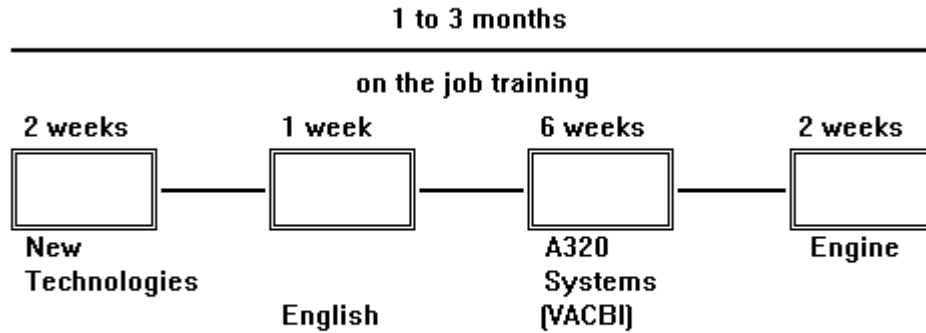 1 to 3 months
on the job training
2 weeks
1 week
6 weeks
2 weeks
New
Technologies
English
A320
Systems
(VACBI)
Engine